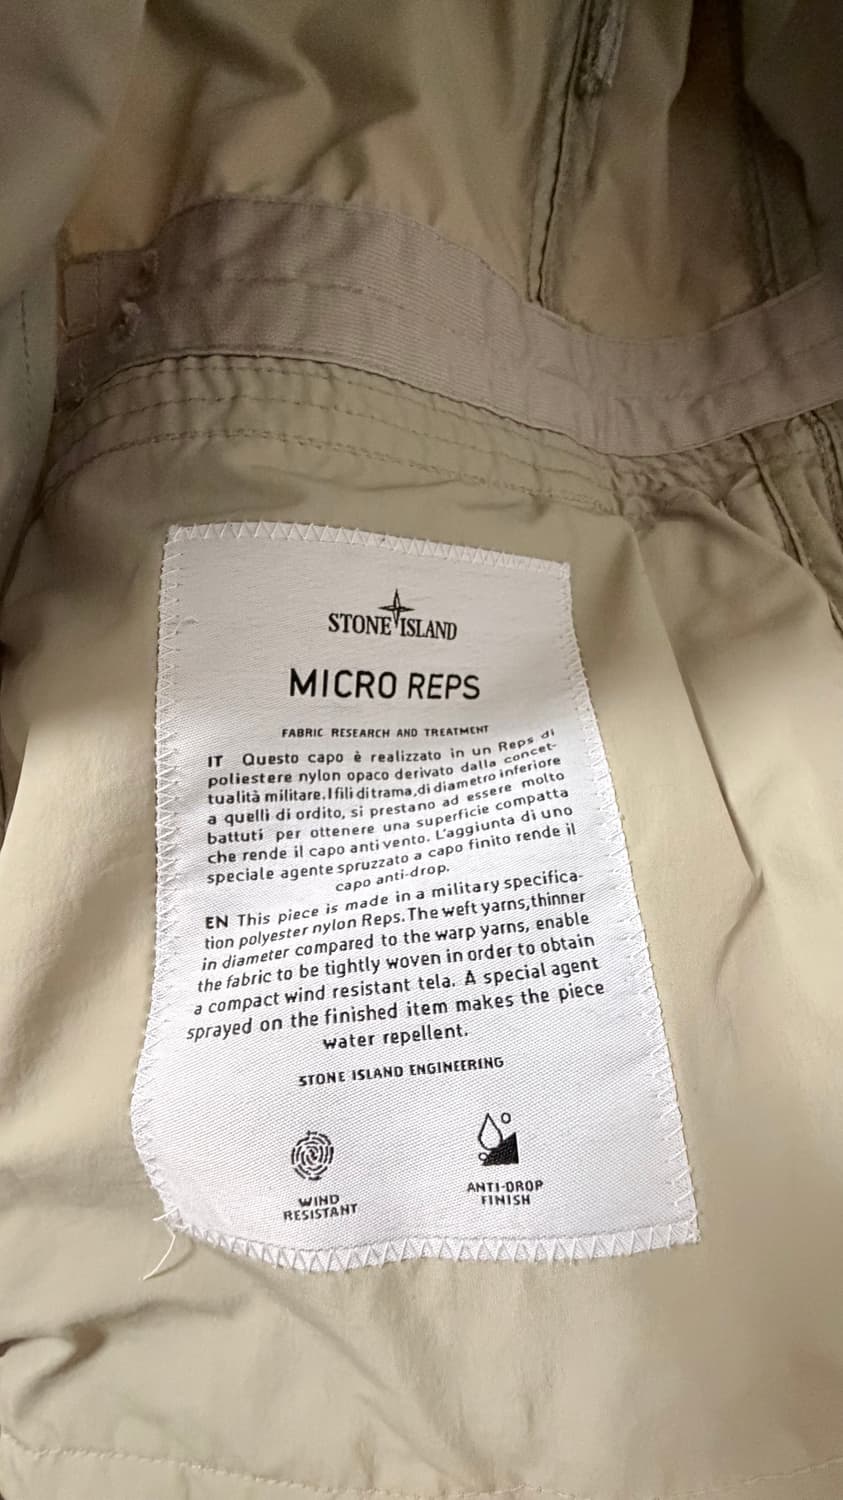 STONE ISLAND
MICRO REPS
FABRIC RESEARCH AND TREATMENT
IT Questo capo è realizzato in un Reps di
poliestere nylon opaco derivato dalla concet-
tualità militare. I fili di trama, di diametro inferiore
a quelli di ordito, si prestano ad essere molto
battuti per ottenere una superficie compatta
che rende il capo anti vento. L'aggiunta di uno
speciale agente spruzzato a capo finito rende il
capo anti-drop.
EN This piece is made in a military specifica-
tion polyester nylon Reps. The weft yarns, thinner
in diameter compared to the warp yarns, enable
the fabric to be tightly woven in order to obtain
a compact wind resistant tela. A special agent
sprayed on the finished item makes the piece
water repellent.
STONE ISLAND ENGINEERING
WIND
RESISTANT
ANTI-DROP
FINISH